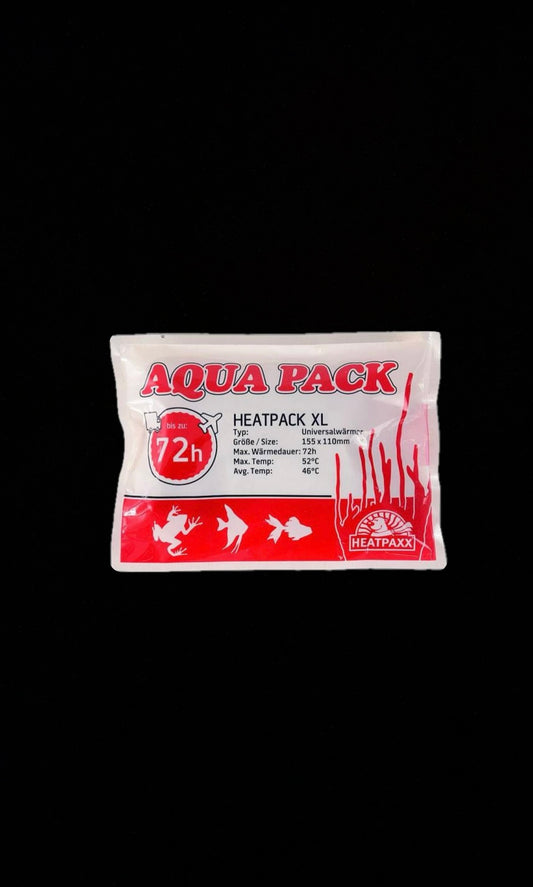 AQUA PACK
bis zu:
72h
HEATPACK XL
Typ: Universalwärmer
Größe / Size: 155 x 110mm
Max. Wärmedauer: 72h
Max. Temp: 52°C
Avg. Temp: 46°C
HEATPAXX